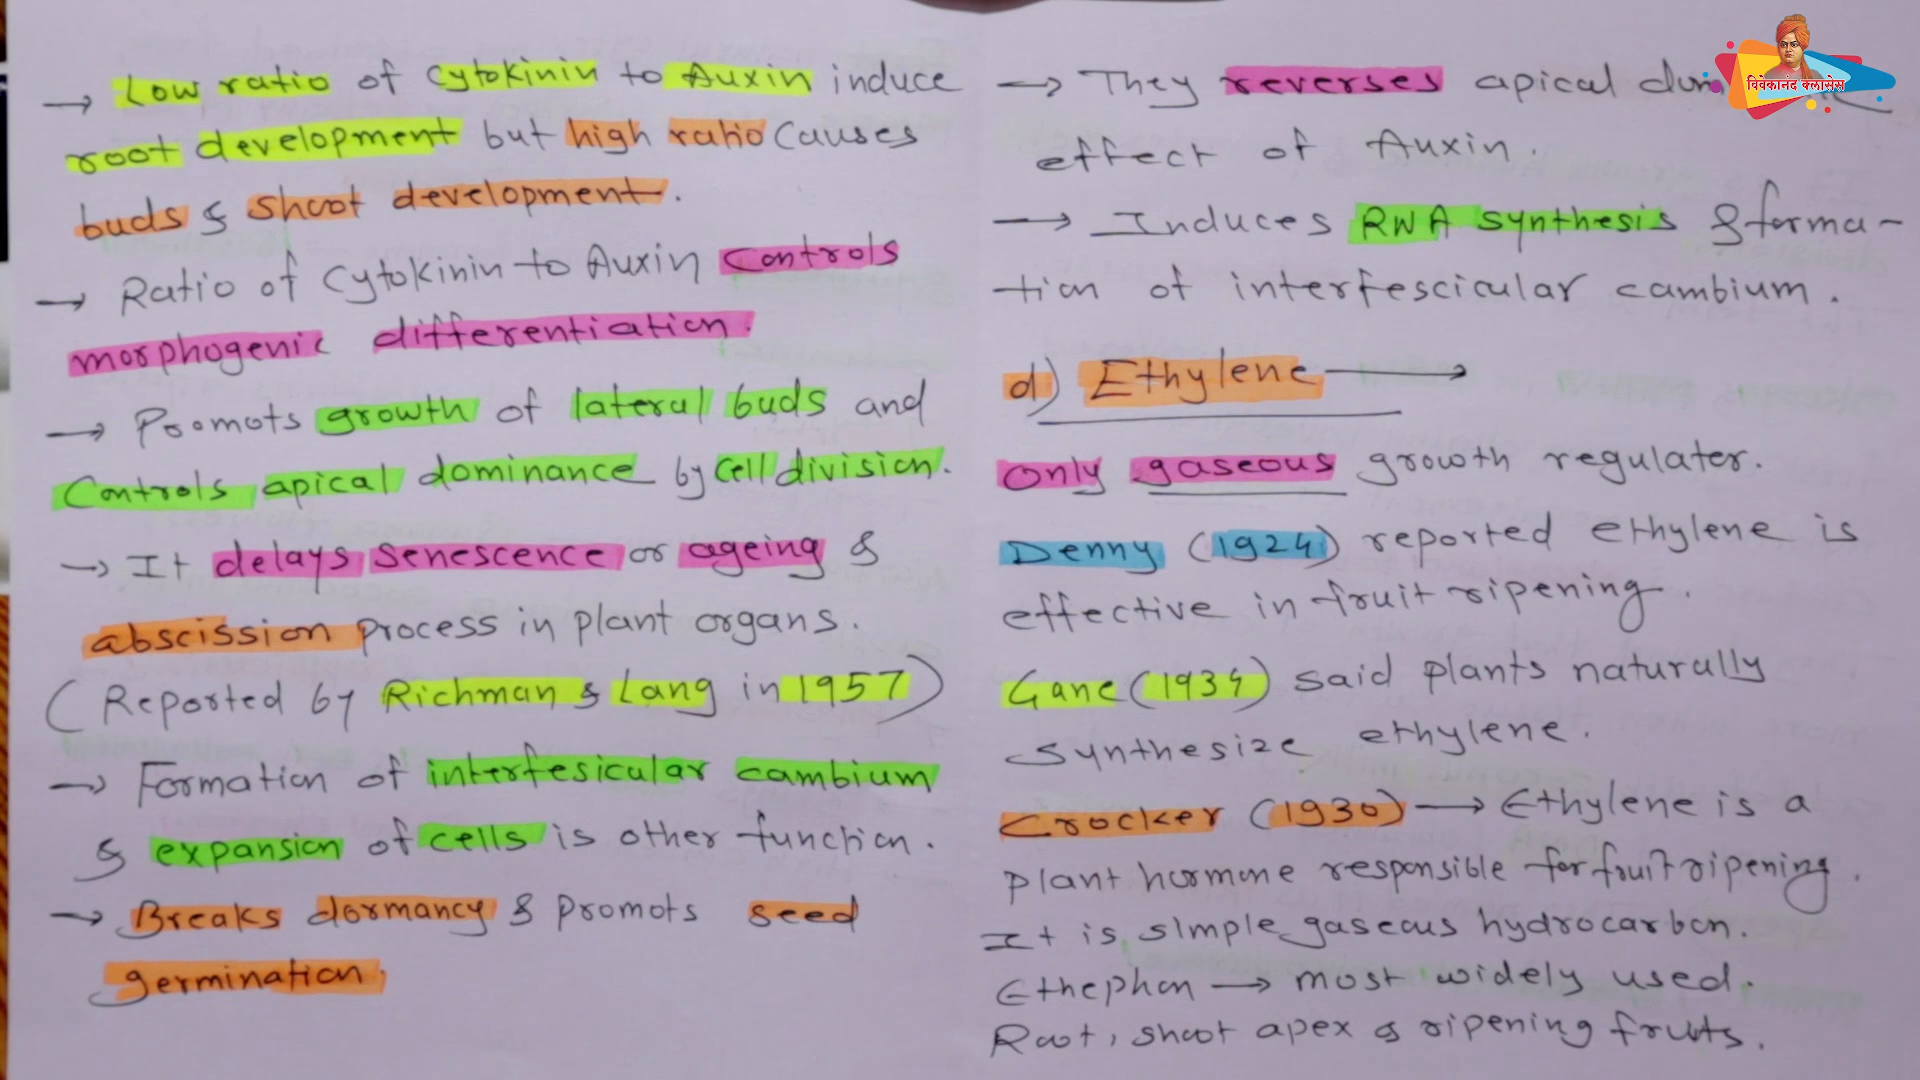 → Low ratio of Cytokinin to Auxin induce
root development but high ratio Causes
buds & shoot development.
→ Ratio of Cytokinin to Auxin Controls
morphogenic differentiation.
→ Promots growth of lateral buds and
Controls apical dominance by Cell division.
→ It delays senescence or ageing &
abscission process in plant organs.
(Reported by Richman & Lang in 1957)
→ Formation of interfesicular cambium
& expansion of cells is other function.
→ Breaks dormancy & promots seed
germination.
→ They reverses apical
effect of Auxin.
→ Induces RNA synthesis & forma-
tion of interfescicular cambium.
d) Ethylene →
Only gaseous growth regulater.
Denny (1924) reported ethylene is
effective in fruit ripening.
Gane (1934) said plants naturally
synthesize ethylene.
Crocker (1930) → Ethylene is a
plant hormone responsible for fruit ripening.
It is simple gaseous hydrocarbon.
Ethephon → most widely used.
Root, shoot apex & ripening fruits.
विवेकानंद क्लासेस